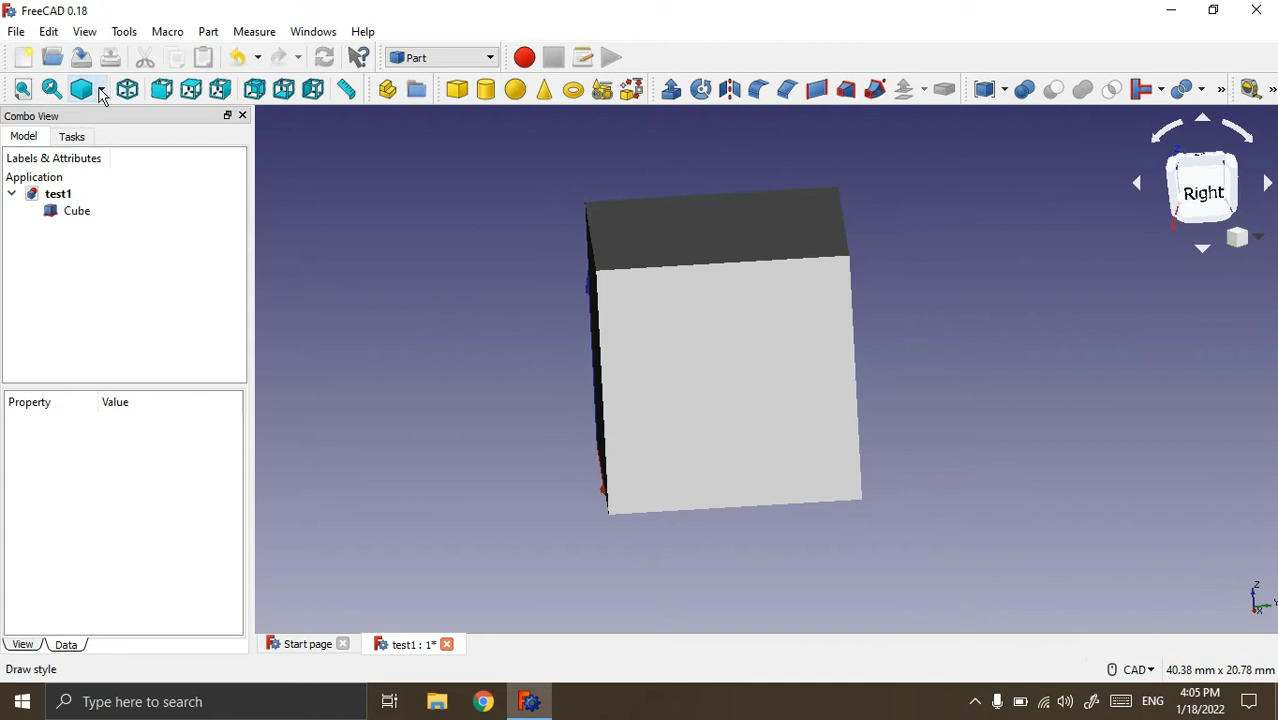 FreeCAD 0.18
File Edit View Tools Macro Part Measure Windows Help
Part
Combo View
Model Tasks
Labels & Attributes
Application
test1
Cube
Property Value
View Data
Right
Z
Z
Y
X
Start page test1 : 1*
Draw style
CAD 40.38 mm x 20.78 mm
Type here to search
ENG
4:05 PM
1/18/2022